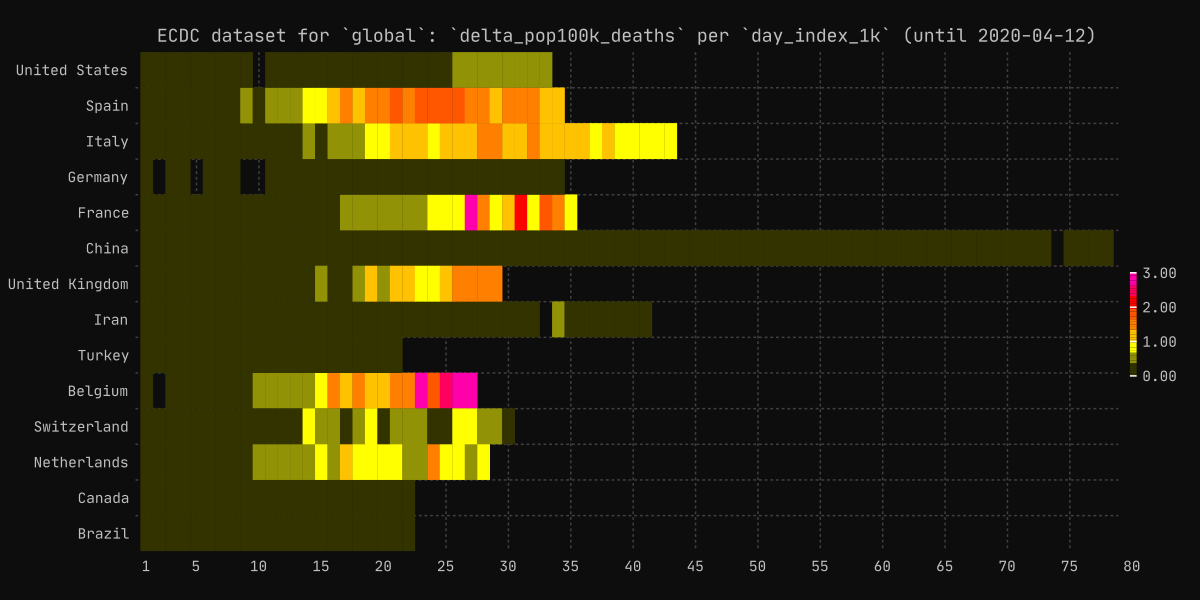 ECDC dataset for `global`: `delta_pop100k_deaths` per `day_index_1k` (until 2020-04-12)
United States
Spain
Italy
Germany
France
China
United Kingdom
Iran
Turkey
Belgium
Switzerland
Netherlands
Canada
Brazil
3.00
2.00
1.00
0.00
1 5 10 15 20 25 30 35 40 45 50 55 60 65 70 75 80